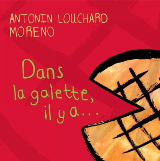 ANTONIN LOUCHARD
MORENO
Dans
la galette,
il y a...